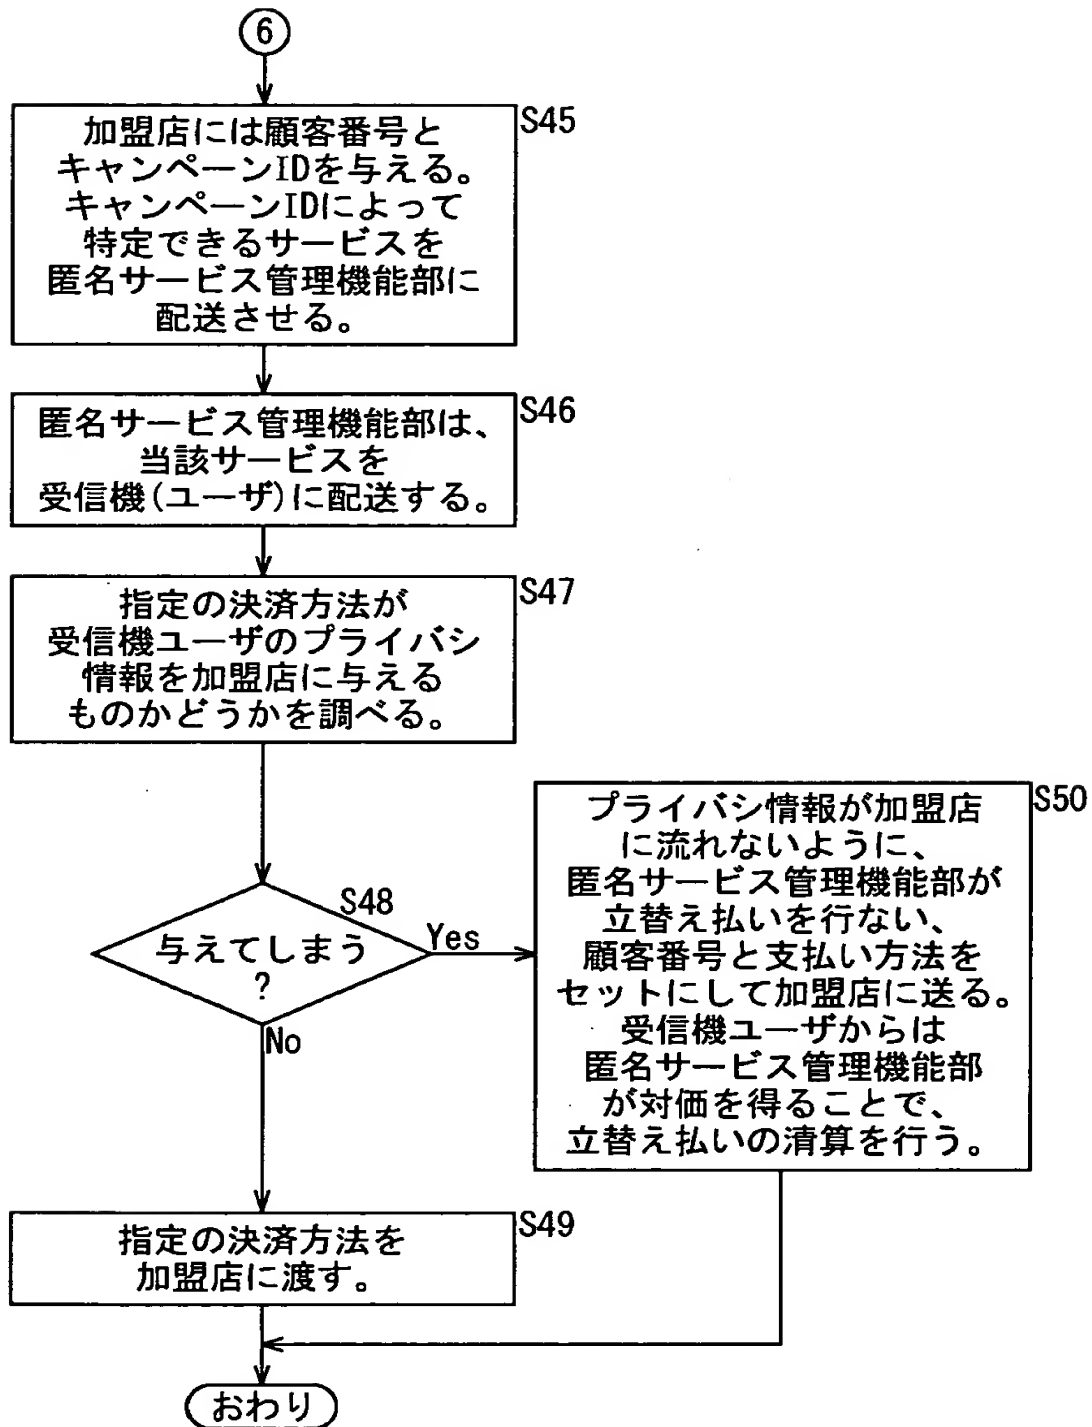 6
S45
加盟店には顧客番号と
キャンペーンIDを与える。
キャンペーンIDによって
特定できるサービスを
匿名サービス管理機能部に
配送させる。
S46
匿名サービス管理機能部は、
当該サービスを
受信機(ユーザ)に配送する。
S47
指定の決済方法が
受信機ユーザのプライバシ
情報を加盟店に与える
ものかどうかを調べる。
S48
与えてしまう
?
Yes
No
S50
プライバシ情報が加盟店
に流れないように、
匿名サービス管理機能部が
立替え払いを行ない、
顧客番号と支払い方法を
セットにして加盟店に送る。
受信機ユーザからは
匿名サービス管理機能部
が対価を得ることで、
立替え払いの清算を行う。
S49
指定の決済方法を
加盟店に渡す。
おわり